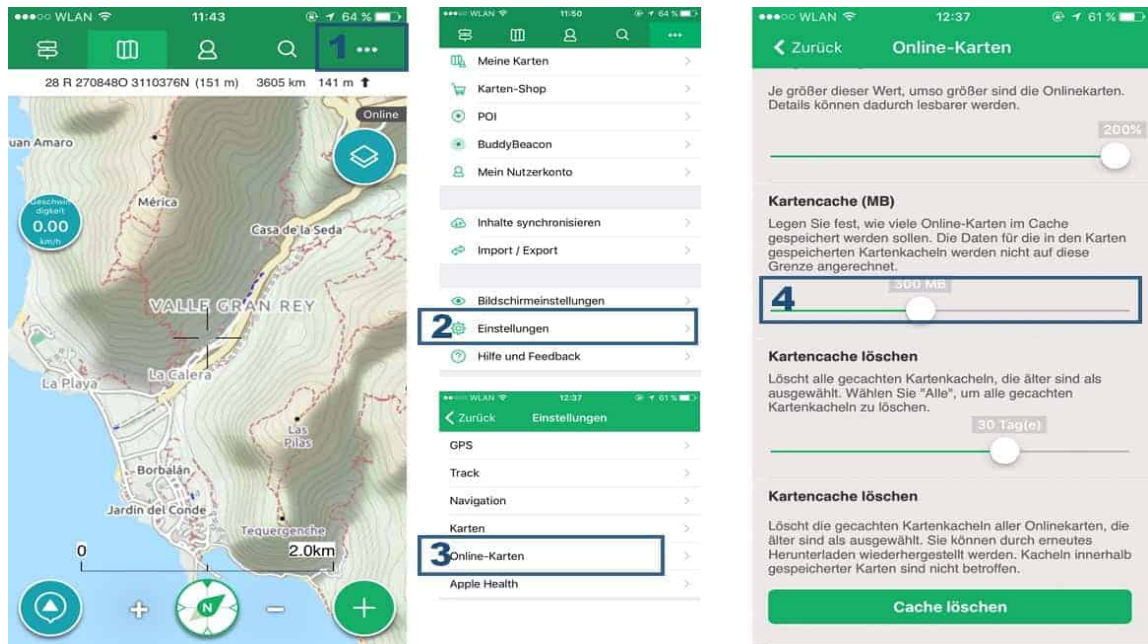 WLAN 11:43 64 %
1
28 R 270848O 3110376N (151 m) 3605 km 141 m
Online
uan Amaro
Geschwin
digkeit
0.00
km/h
Mérica
Casa de la Seda
VALLE GRAN REY
La Playa
La Calera
Las
Pilas
Borbalán
Jardín del Conde
Tequergenche
0 2.0km
N
WLAN 11:50 64 %
Meine Karten
Karten-Shop
POI
BuddyBeacon
Mein Nutzerkonto
Inhalte synchronisieren
Import / Export
Bildschirmeinstellungen
2 Einstellungen
Hilfe und Feedback
WLAN 12:37 61 %
Zurück Einstellungen
GPS
Track
Navigation
Karten
3 Online-Karten
Apple Health
WLAN 12:37 61 %
Zurück Online-Karten
Je größer dieser Wert, umso größer sind die Onlinekarten.
Details können dadurch lesbarer werden.
200%
Kartencache (MB)
Legen Sie fest, wie viele Online-Karten im Cache
gespeichert werden sollen. Die Daten für die in den Karten
gespeicherten Kartenkacheln werden nicht auf diese
Grenze angerechnet.
300 MB
4
Kartencache löschen
Löscht alle gecachten Kartenkacheln, die älter sind als
ausgewählt. Wählen Sie "Alle", um alle gecachten
Kartenkacheln zu löschen.
30 Tag(e)
Kartencache löschen
Löscht die gecachten Kartenkacheln aller Onlinekarten, die
älter sind als ausgewählt. Sie können durch erneutes
Herunterladen wiederhergestellt werden. Kacheln innerhalb
gespeicherter Karten sind nicht betroffen.
Cache löschen